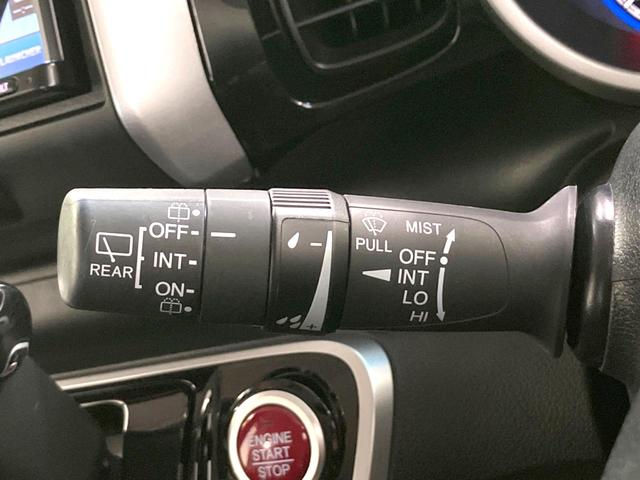 OFF-
REAR
INT-
ON-
PULL
MIST
OFF
INT
LO
HI
ENGINE
START
STOP